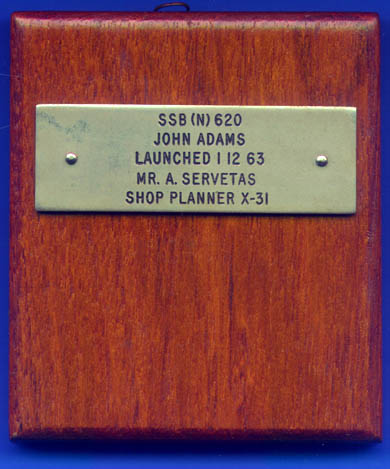 SSB (N) 620
JOHN ADAMS
LAUNCHED 1 12 63
MR. A. SERVETAS
SHOP PLANNER X-31